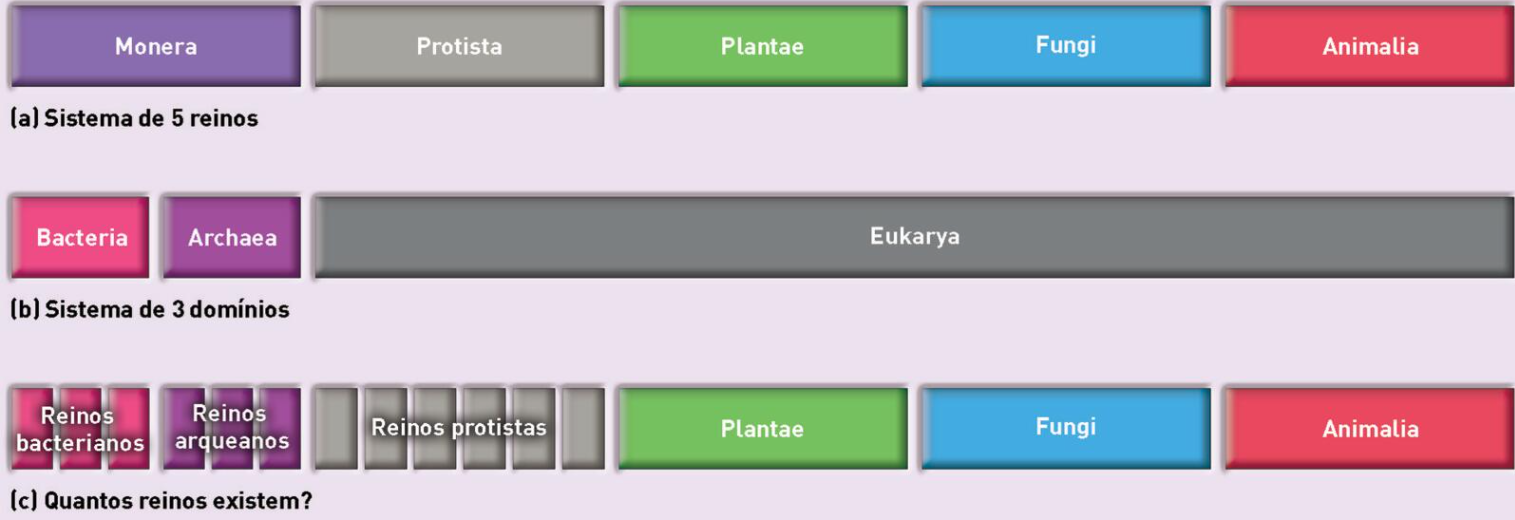 Monera Protista Plantae Fungi Animalia
(a) Sistema de 5 reinos
Bacteria Archaea Eukarya
(b) Sistema de 3 domínios
Reinos
bacterianos
Reinos
arqueanos
Reinos protistas
Plantae
Fungi
Animalia
(c) Quantos reinos existem?